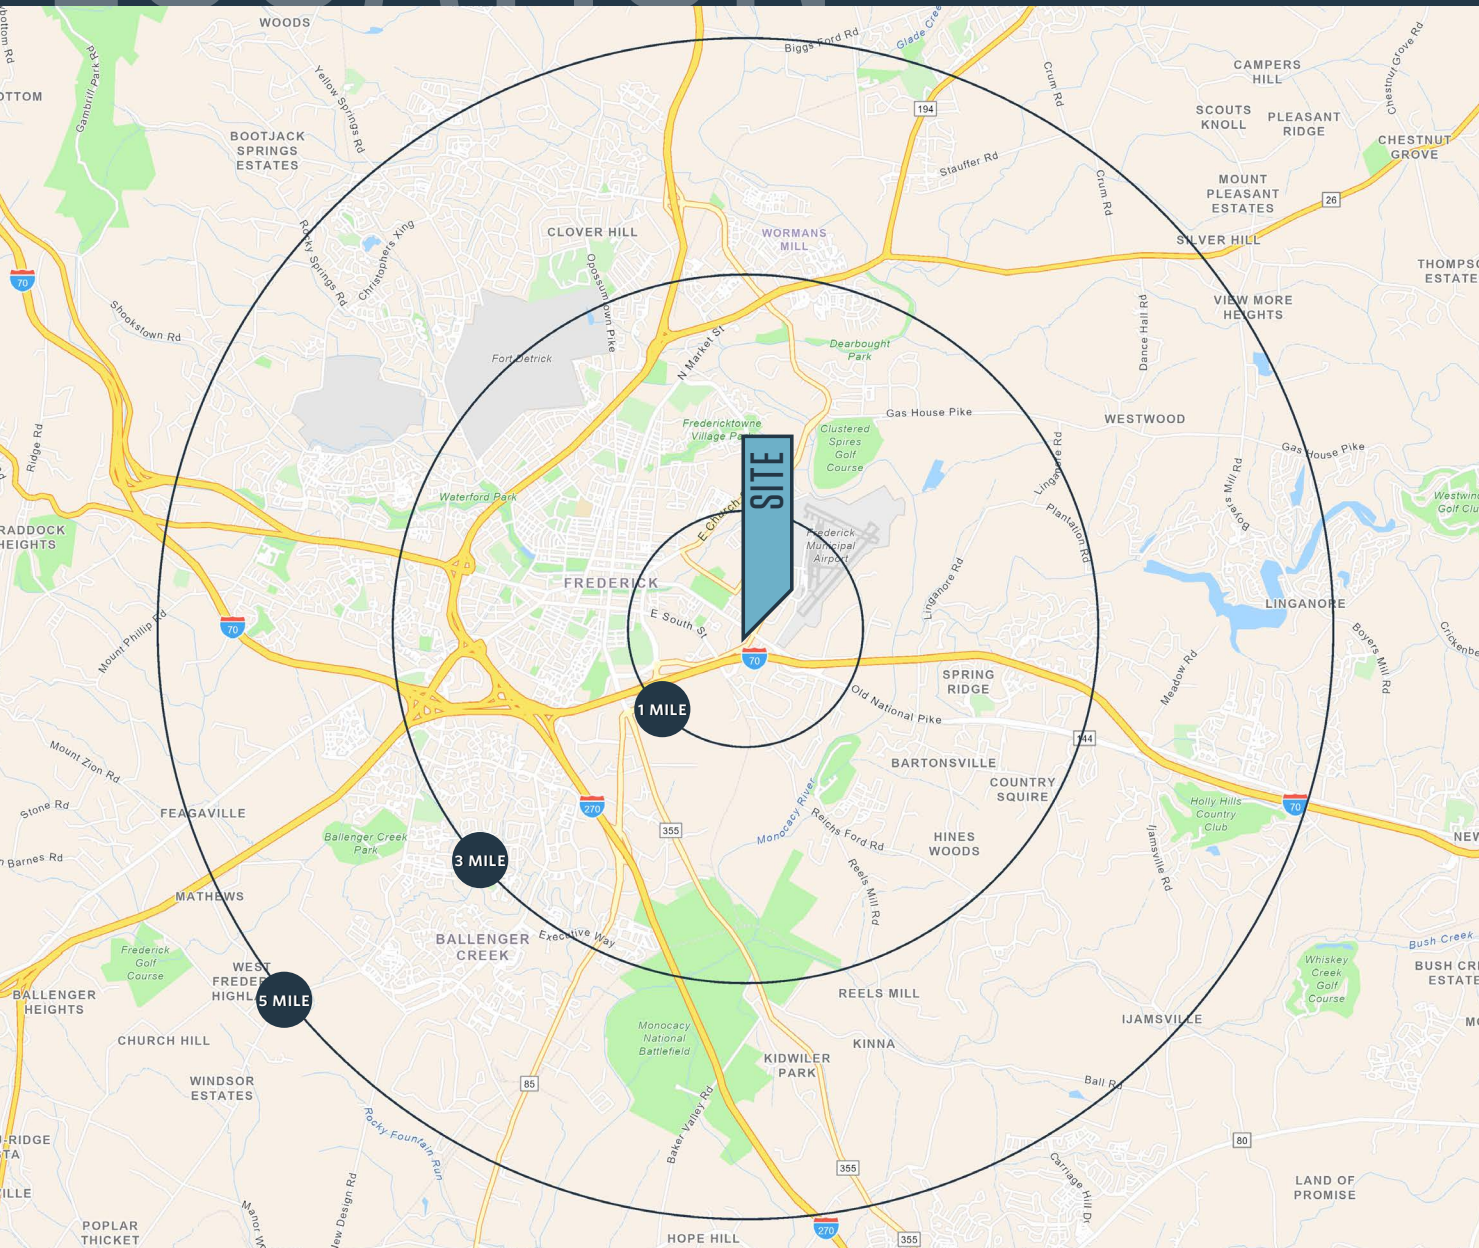 WOODS
Biggs Ford Rd
Glade Cree
bottom Rd
Gambrill Park Rd
Yellow Springs Rd
Crum Rd
CAMPERS
HILL
Chestnut Grove Rd
OTTOM
194
SCOUTS
KNOLL
PLEASANT
RIDGE
BOOTJACK
SPRINGS
ESTATES
CHESTNUT
GROVE
Stauffer Rd
Crum Rd
MOUNT
PLEASANT
ESTATES
26
Rocky Springs Rd
Christophers Xing
CLOVER HILL
WORMANS
MILL
SILVER HILL
70
Opossumtown Pike
THOMPSO
ESTATE
Shookstown Rd
VIEW MORE
HEIGHTS
Dance Hall Rd
Fort Detrick
N Market St
Dearbought
Park
Gas House Pike
WESTWOOD
Fredericktowne
Village Pa
Clustered
Spires
Golf
Course
Ridge Rd
SITE
Linganore Rd
Gas House Pike
Boyers Mill Rd
Waterford Park
Westwin
Golf Clu
E Church
Plantation Rd
RADDOCK
HEIGHTS
Frederick
Municipal
Airport
FREDERICK
Linganore Rd
LINGANORE
E South St
70
Mount Phillip Rd
Boyers Mill Rd
Crickenbe
70
SPRING
RIDGE
Meadow Rd
Old National Pike
1 MILE
144
Mount Zion Rd
BARTONSVILLE
COUNTRY
SQUIRE
Stone Rd
FEAGAVILLE
270
Monocacy River
Reichs Ford Rd
Holly Hills
Country
Club
70
Ballenger Creek
Park
355
HINES
WOODS
NEW
n Barnes Rd
3 MILE
Ijamsville Rd
Reels Mill Rd
MATHEWS
BALLENGER
CREEK
Executive Way
Bush Creek
Frederick
Golf
Course
WEST
FREDE
HIGHL
5 MILE
Whiskey
Creek
Golf
Course
BUSH CR
ESTATE
BALLENGER
HEIGHTS
REELS MILL
IJAMSVILLE
CHURCH HILL
Monocacy
National
Battlefield
KINNA
KIDWILER
PARK
WINDSOR
ESTATES
85
Ball Rd
Rocky Fountain Run
Baker Valley Rd
80
-RIDGE
TA
355
Carriage Hill Dr
LAND OF
PROMISE
ILLE
New Design Rd
POPLAR
THICKET
HOPE HILL
270
355